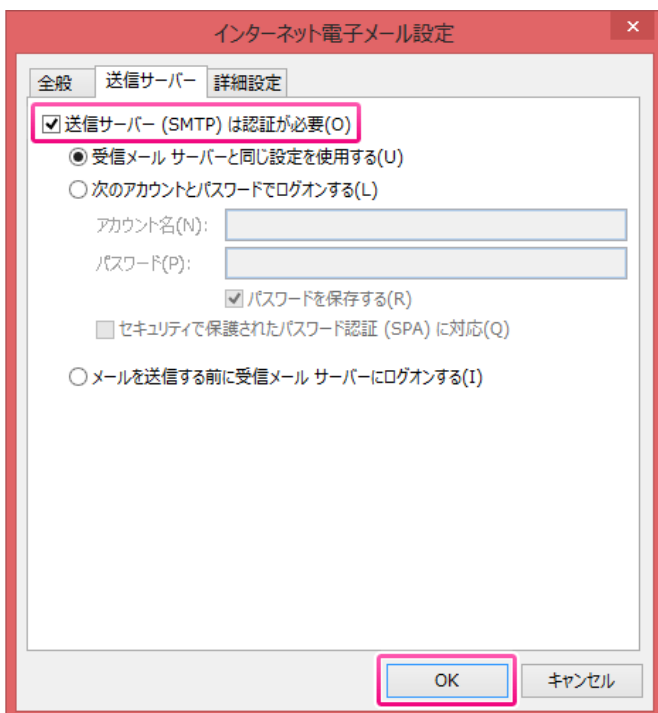 インターネット電子メール設定
全般 送信サーバー 詳細設定
送信サーバー (SMTP) は認証が必要(O)
受信メール サーバーと同じ設定を使用する(U)
次のアカウントとパスワードでログオンする(L)
アカウント名(N):
パスワード(P):
パスワードを保存する(R)
セキュリティで保護されたパスワード認証 (SPA) に対応(Q)
メールを送信する前に受信メール サーバーにログオンする(I)
OK キャンセル